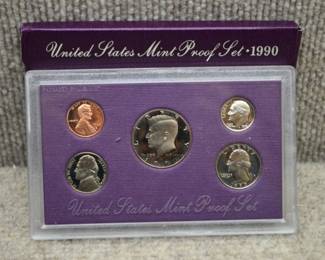 United States Mint Proof Set · 1990
United States Mint Proof Set